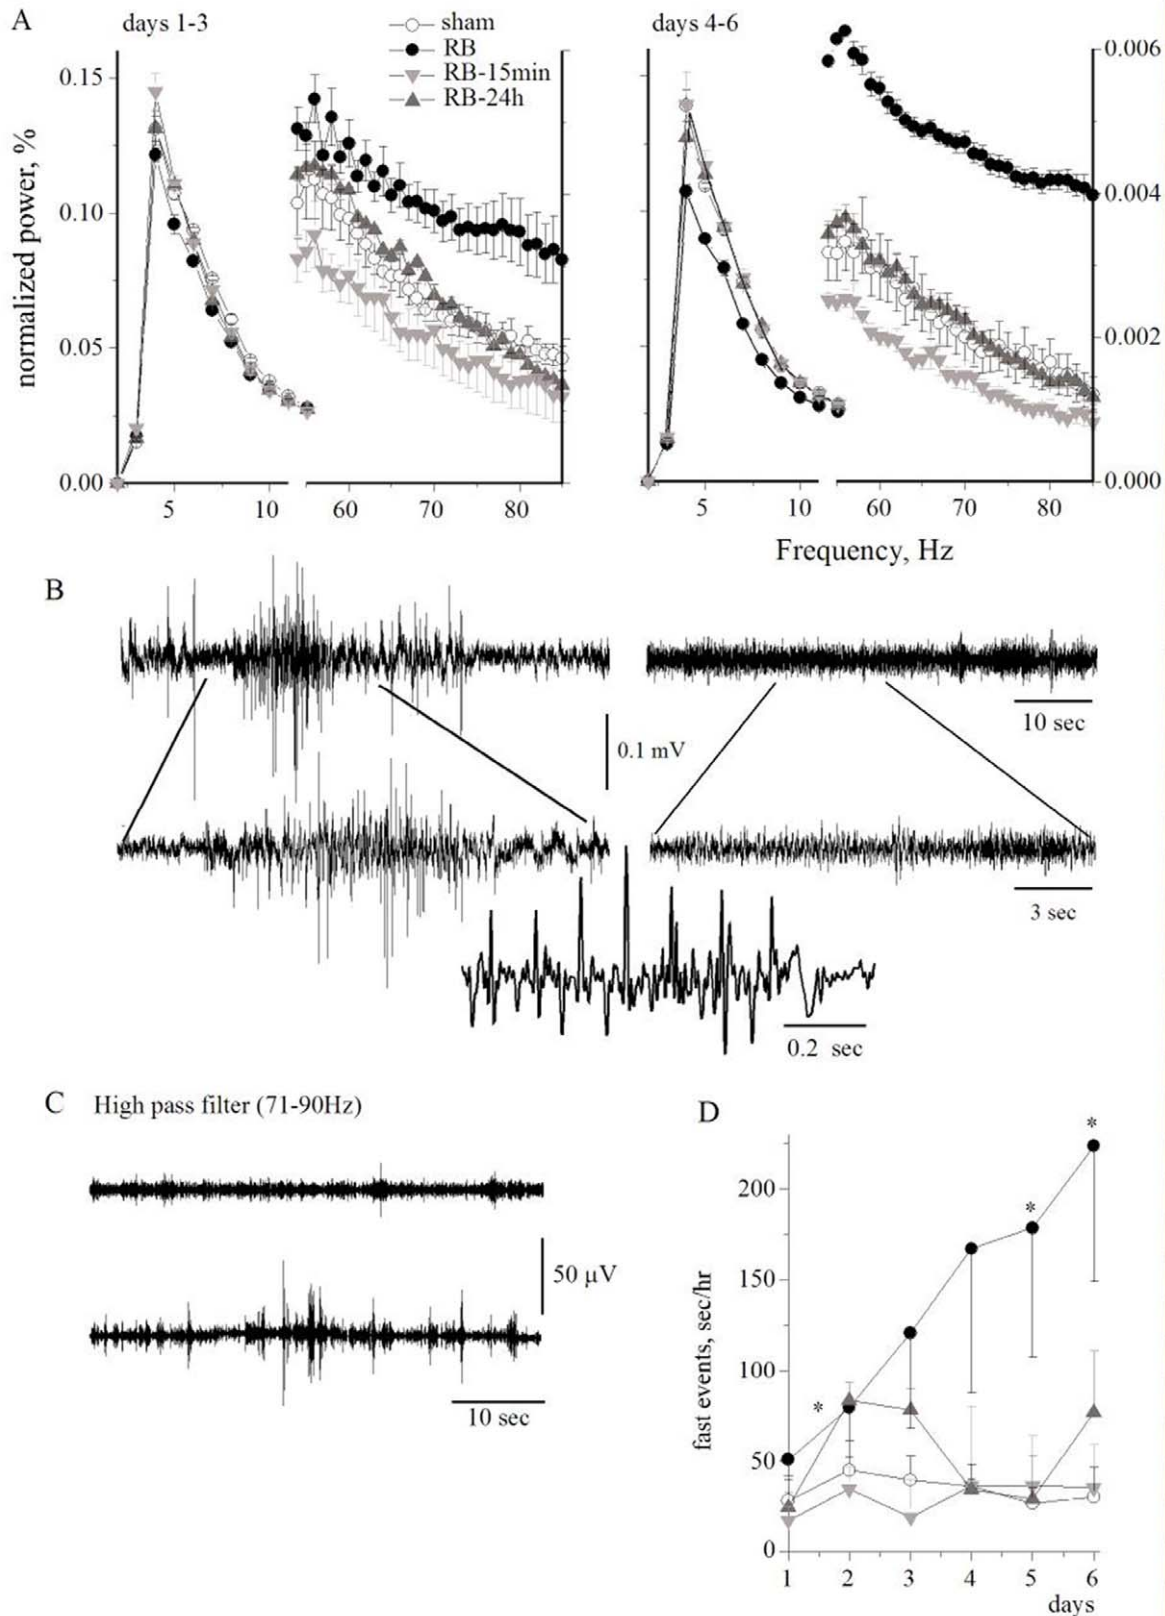 A
days 1-3
sham
RB
RB-15min
RB-24h
days 4-6
normalized power, %
0.15
0.10
0.05
0.00
0.006
0.004
0.002
0.000
5 10 60 70 80
5 10 60 70 80
Frequency, Hz
B
10 sec
0.1 mV
3 sec
0.2 sec
C High pass filter (71-90Hz)
50 µV
10 sec
D
fast events, sec/hr
200
150
100
50
0
*
*
*
1 2 3 4 5 6
days